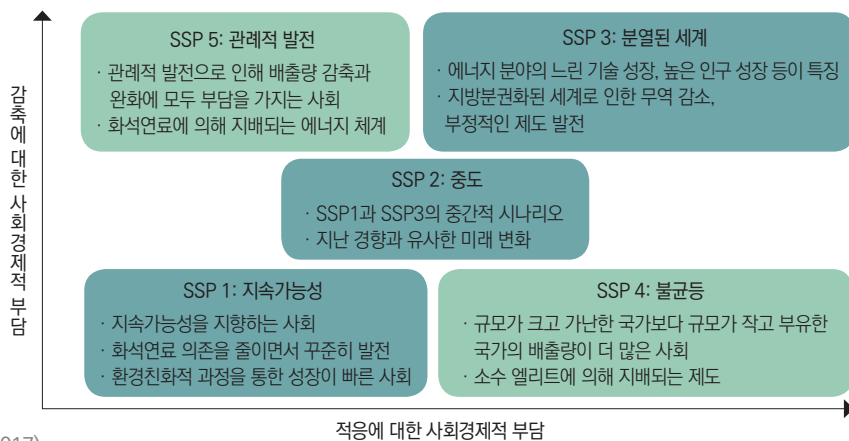 감축에 대한 사회경제적 부담
SSP 5: 관례적 발전
· 관례적 발전으로 인해 배출량 감축과
완화에 모두 부담을 가지는 사회
· 화석연료에 의해 지배되는 에너지 체계
SSP 3: 분열된 세계
· 에너지 분야의 느린 기술 성장, 높은 인구 성장 등이 특징
· 지방분권화된 세계로 인한 무역 감소,
부정적인 제도 발전
SSP 2: 중도
· SSP1과 SSP3의 중간적 시나리오
· 지난 경향과 유사한 미래 변화
SSP 1: 지속가능성
· 지속가능성을 지향하는 사회
· 화석연료 의존을 줄이면서 꾸준히 발전
· 환경친화적 과정을 통한 성장이 빠른 사회
SSP 4: 불균등
· 규모가 크고 가난한 국가보다 규모가 작고 부유한
국가의 배출량이 더 많은 사회
· 소수 엘리트에 의해 지배되는 제도
적응에 대한 사회경제적 부담